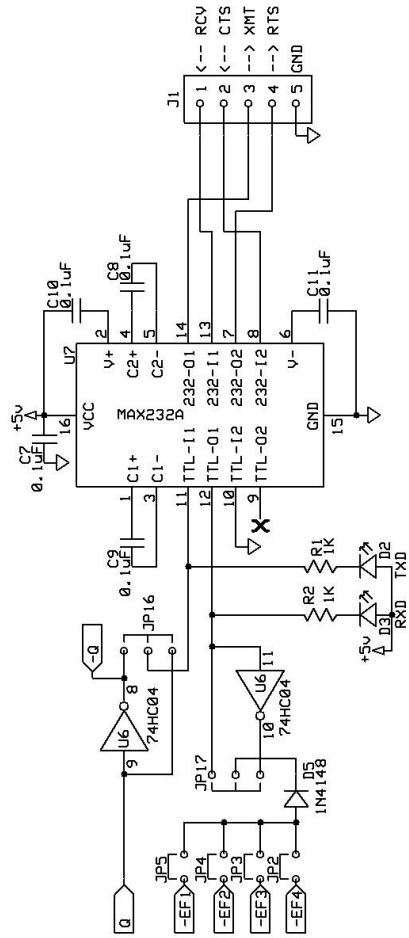 J1
1
2
3
4
5
<--- RCV
<--- CTS
---> XMT
---> RTS
GND
C10
0.1uF
C8
0.1uF
C11
0.1uF
+5v
C7
0.1uF
16
2
4
5
14
13
7
8
6
15
U7
VCC
V+
C2+
C2-
232-O1
232-I1
232-O2
232-I2
V-
GND
MAX232A
C1+
C1-
TTL-I1
TTL-O1
TTL-I2
TTL-O2
1
3
11
12
10
9
C9
0.1uF
R1
1K
R2
1K
D2
TXD
D3
RXD
+5v
JP16
-Q
8
U6
74HC04
9
Q
11
U6
74HC04
10
JP17
D5
1N4148
JP5
JP4
JP3
JP2
-EF1
-EF2
-EF3
-EF4